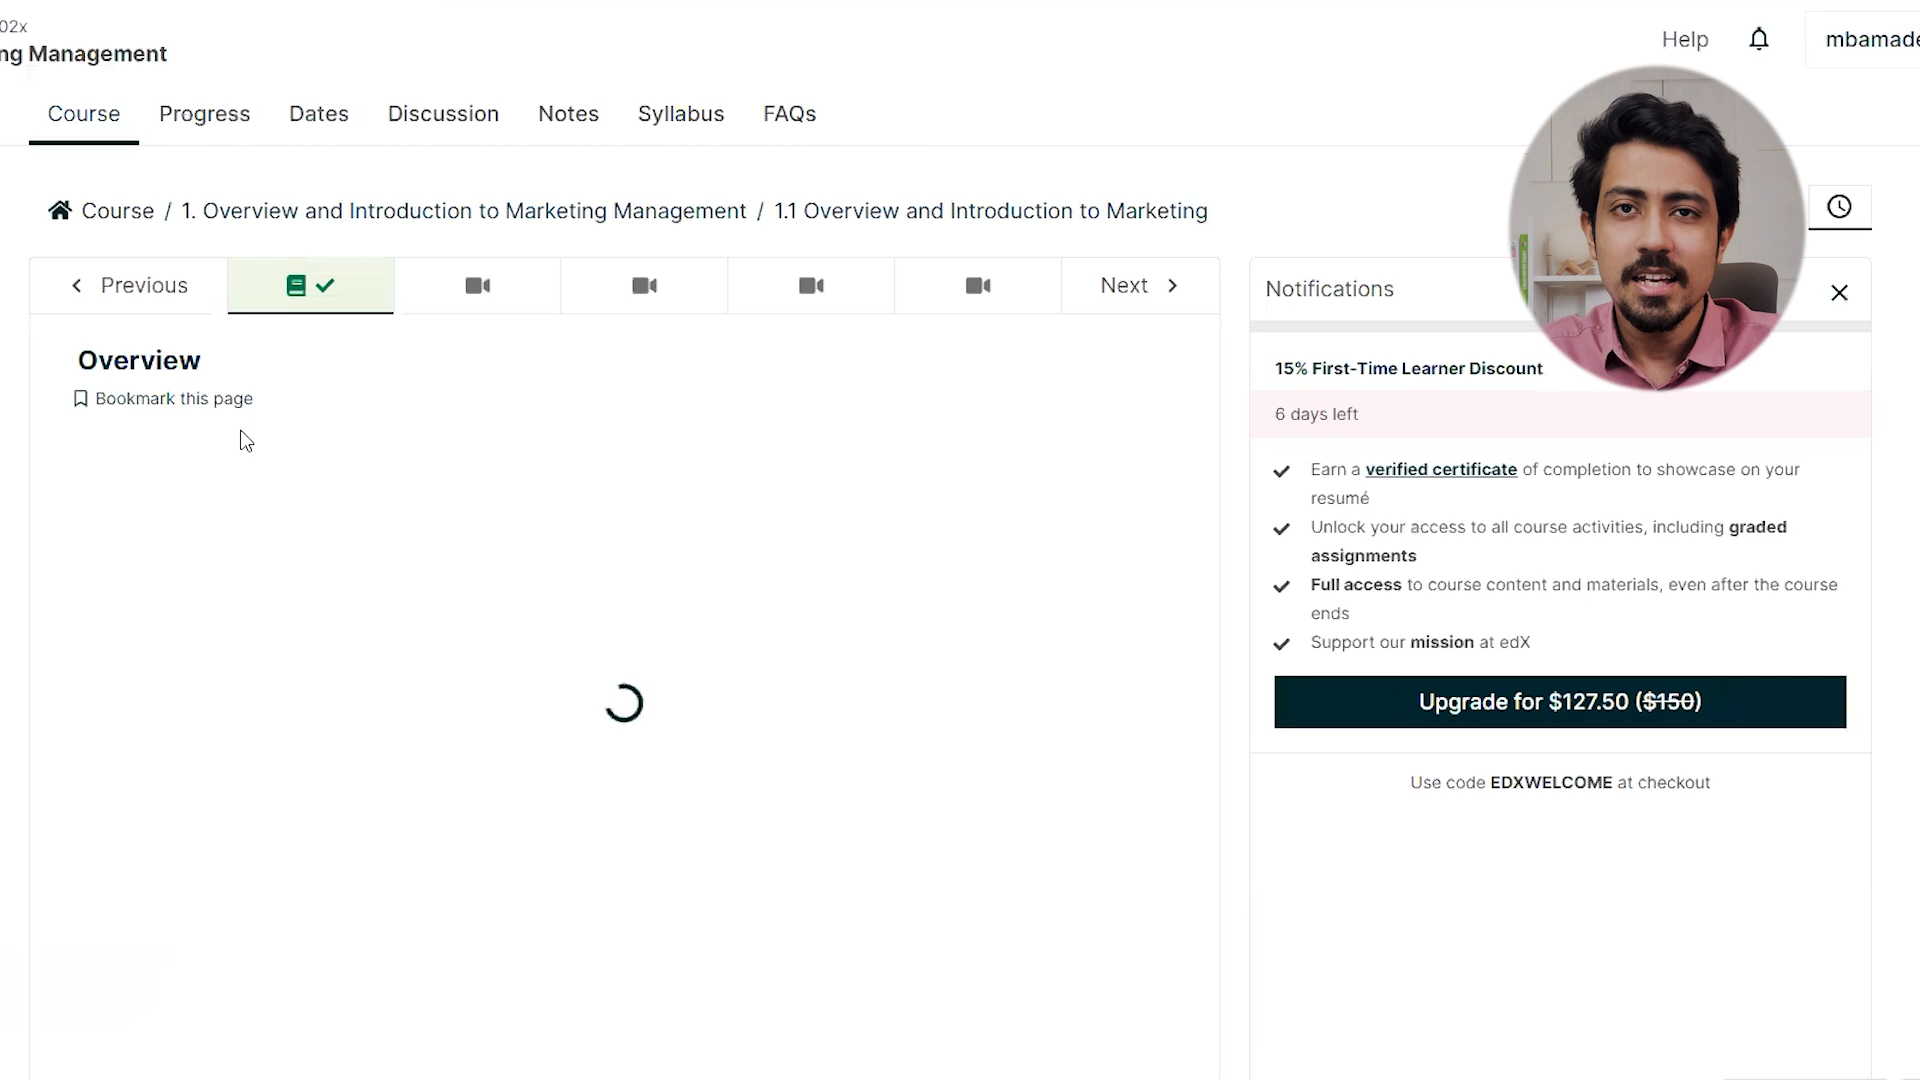 02x
ng Management
Help
mbamade
Course
Progress
Dates
Discussion
Notes
Syllabus
FAQs
Course / 1. Overview and Introduction to Marketing Management / 1.1 Overview and Introduction to Marketing
Previous
Next
Notifications
Overview
Bookmark this page
15% First-Time Learner Discount
6 days left
Earn a verified certificate of completion to showcase on your
resumé
Unlock your access to all course activities, including graded
assignments
Full access to course content and materials, even after the course
ends
Support our mission at edX
Upgrade for $127.50 ($150)
Use code EDXWELCOME at checkout